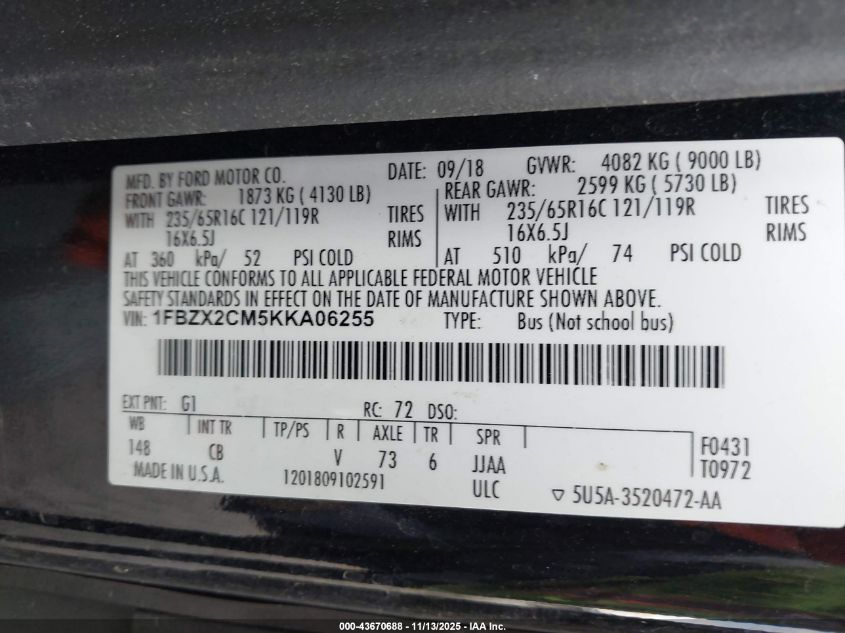 MFD. BY FORD MOTOR CO. DATE: 09/18 GVWR: 4082 KG ( 9000 LB)
FRONT GAWR: 1873 KG ( 4130 LB) REAR GAWR: 2599 KG ( 5730 LB)
WITH 235/65R16C 121/119R TIRES WITH 235/65R16C 121/119R TIRES
16X6.5J RIMS 16X6.5J RIMS
AT 360 kPa/ 52 PSI COLD AT 510 kPa/ 74 PSI COLD
THIS VEHICLE CONFORMS TO ALL APPLICABLE FEDERAL MOTOR VEHICLE
SAFETY STANDARDS IN EFFECT ON THE DATE OF MANUFACTURE SHOWN ABOVE.
VIN: 1FBZX2CM5KKA06255 TYPE: Bus (Not school bus)
EXT PNT: G1 RC: 72 DSO:
WB INT TR TP/PS R AXLE TR SPR F0431
148 CB V 73 6 JJAA T0972
MADE IN U.S.A. 1201809102591 ULC ▽ 5U5A-3520472-AA
000-43670688 - 11/13/2025 - IAA Inc.